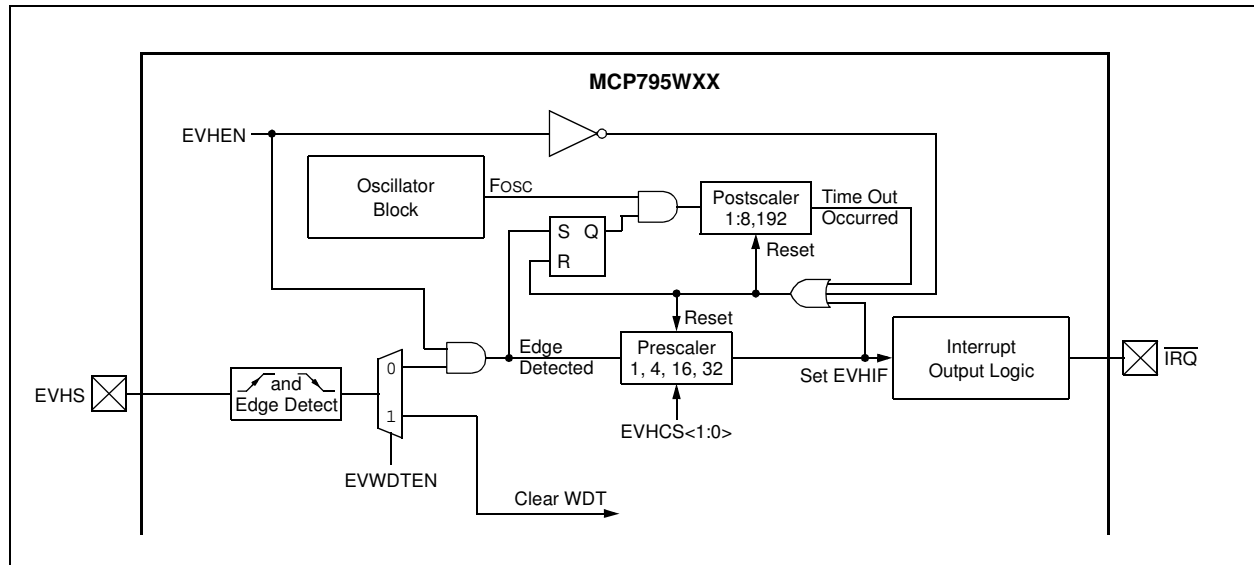 MCP795WXX
EVHEN
Oscillator
Block
FOSC
Postscaler
1:8,192
Time Out
Occurred
S Q
R
Reset
Reset
Edge
Detected
Prescaler
1, 4, 16, 32
Set EVHIF
Interrupt
Output Logic
IRQ
EVHS
and
Edge Detect
0
1
EVHCS<1:0>
EVWDTEN
Clear WDT